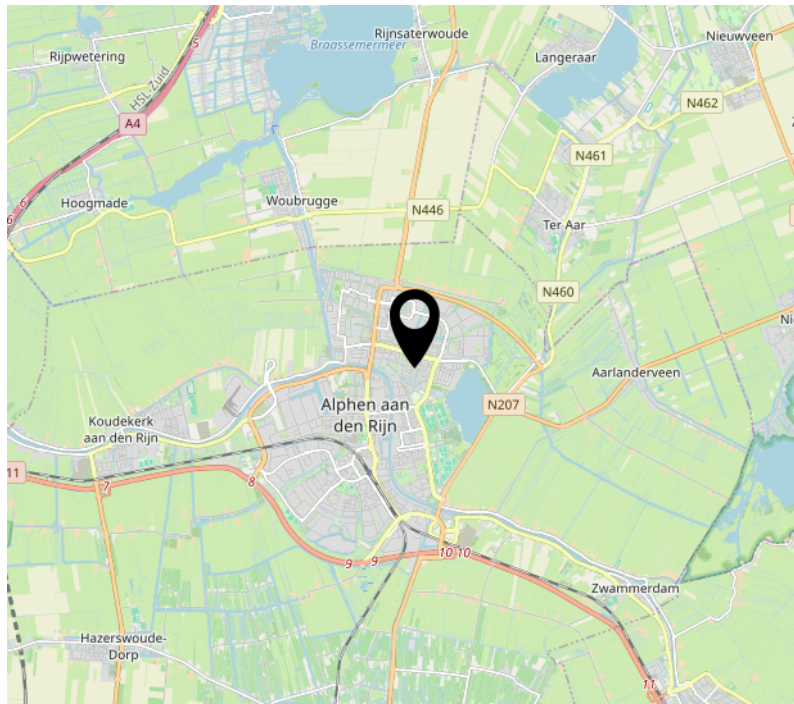 Rijnsaterwoude
Braassemermeer
Nieuwveen
Rijpwetering
Langeraar
5
HSL-Zuid
A4
N462
N461
6
Hoogmade
Woubrugge
N446
6
Ter Aar
N460
Aarlanderveen
Alphen aan
den Rijn
N207
Koudekerk
aan den Rijn
11
7
8
9
9
10
10
Zwammerdam
Hazerswoude-
Dorp
11